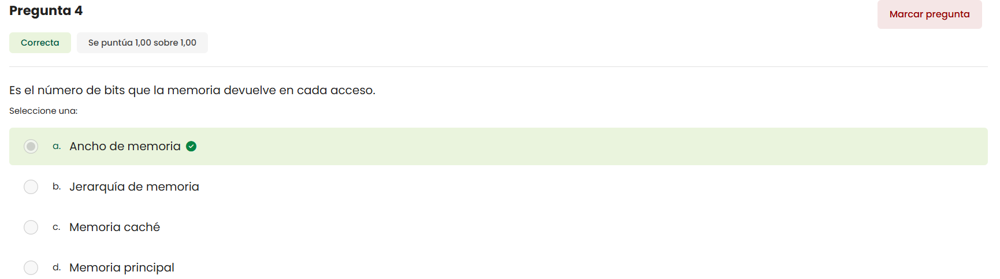 Pregunta 4
Marcar pregunta
Correcta
Se puntúa 1,00 sobre 1,00
Es el número de bits que la memoria devuelve en cada acceso.
Seleccione una:
a. Ancho de memoria
b. Jerarquía de memoria
c. Memoria caché
d. Memoria principal